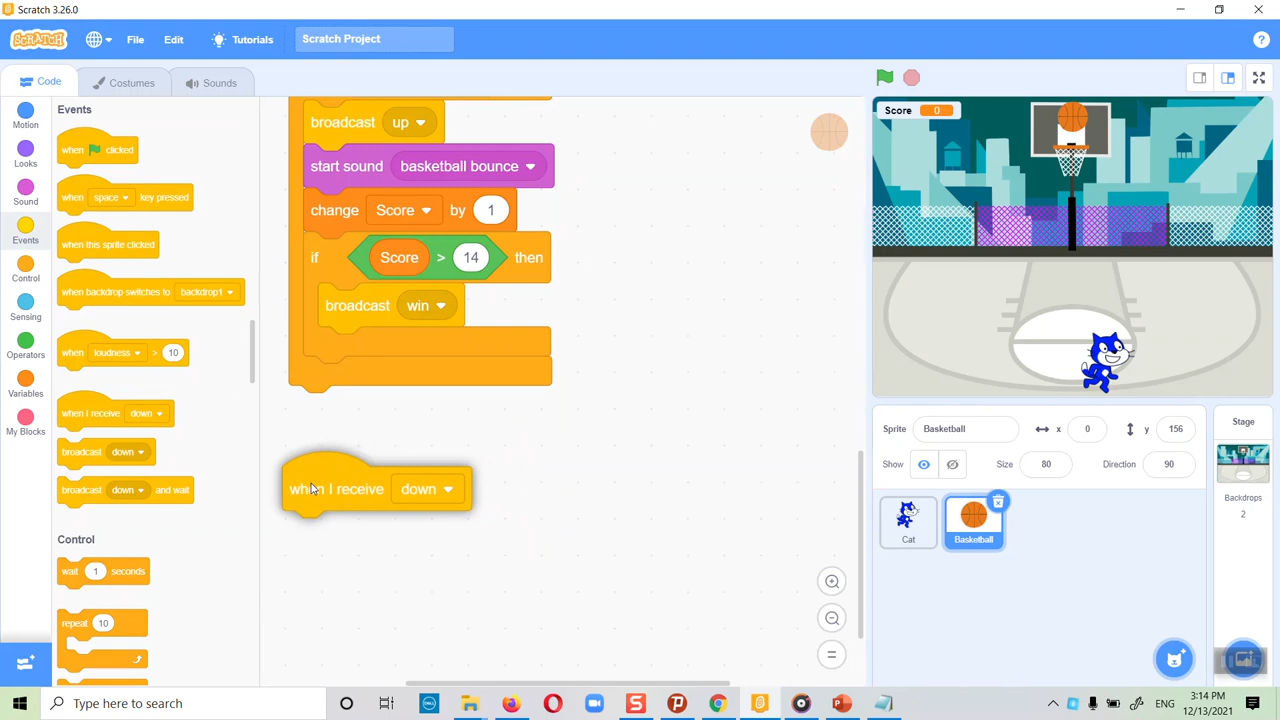 Scratch 3.26.0
SCRATCH File Edit Tutorials Scratch Project ?
Code Costumes Sounds
Motion
Looks
Sound
Events
Control
Sensing
Operators
Variables
My Blocks
Events
when clicked
when space key pressed
when this sprite clicked
when backdrop switches to backdrop1
when loudness > 10
when I receive down
broadcast down
broadcast down and wait
Control
wait 1 seconds
repeat 10
broadcast up
start sound basketball bounce
change Score by 1
if Score > 14 then
broadcast win
when I receive down
Score 0
Sprite Basketball x 0 y 156
Show Size 80 Direction 90
Cat
Basketball
Stage
Backdrops
2
Type here to search
DELL
ENG
3:14 PM
12/13/2021